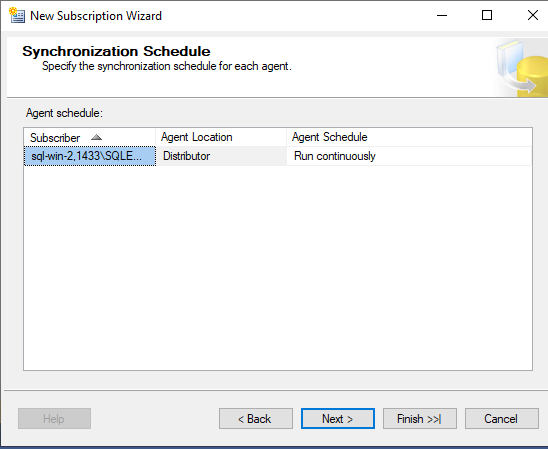 New Subscription Wizard
Synchronization Schedule
Specify the synchronization schedule for each agent.
Agent schedule:
Subscriber Agent Location Agent Schedule
sql-win-2,1433\SQLE... Distributor Run continuously
Help < Back Next > Finish >>| Cancel